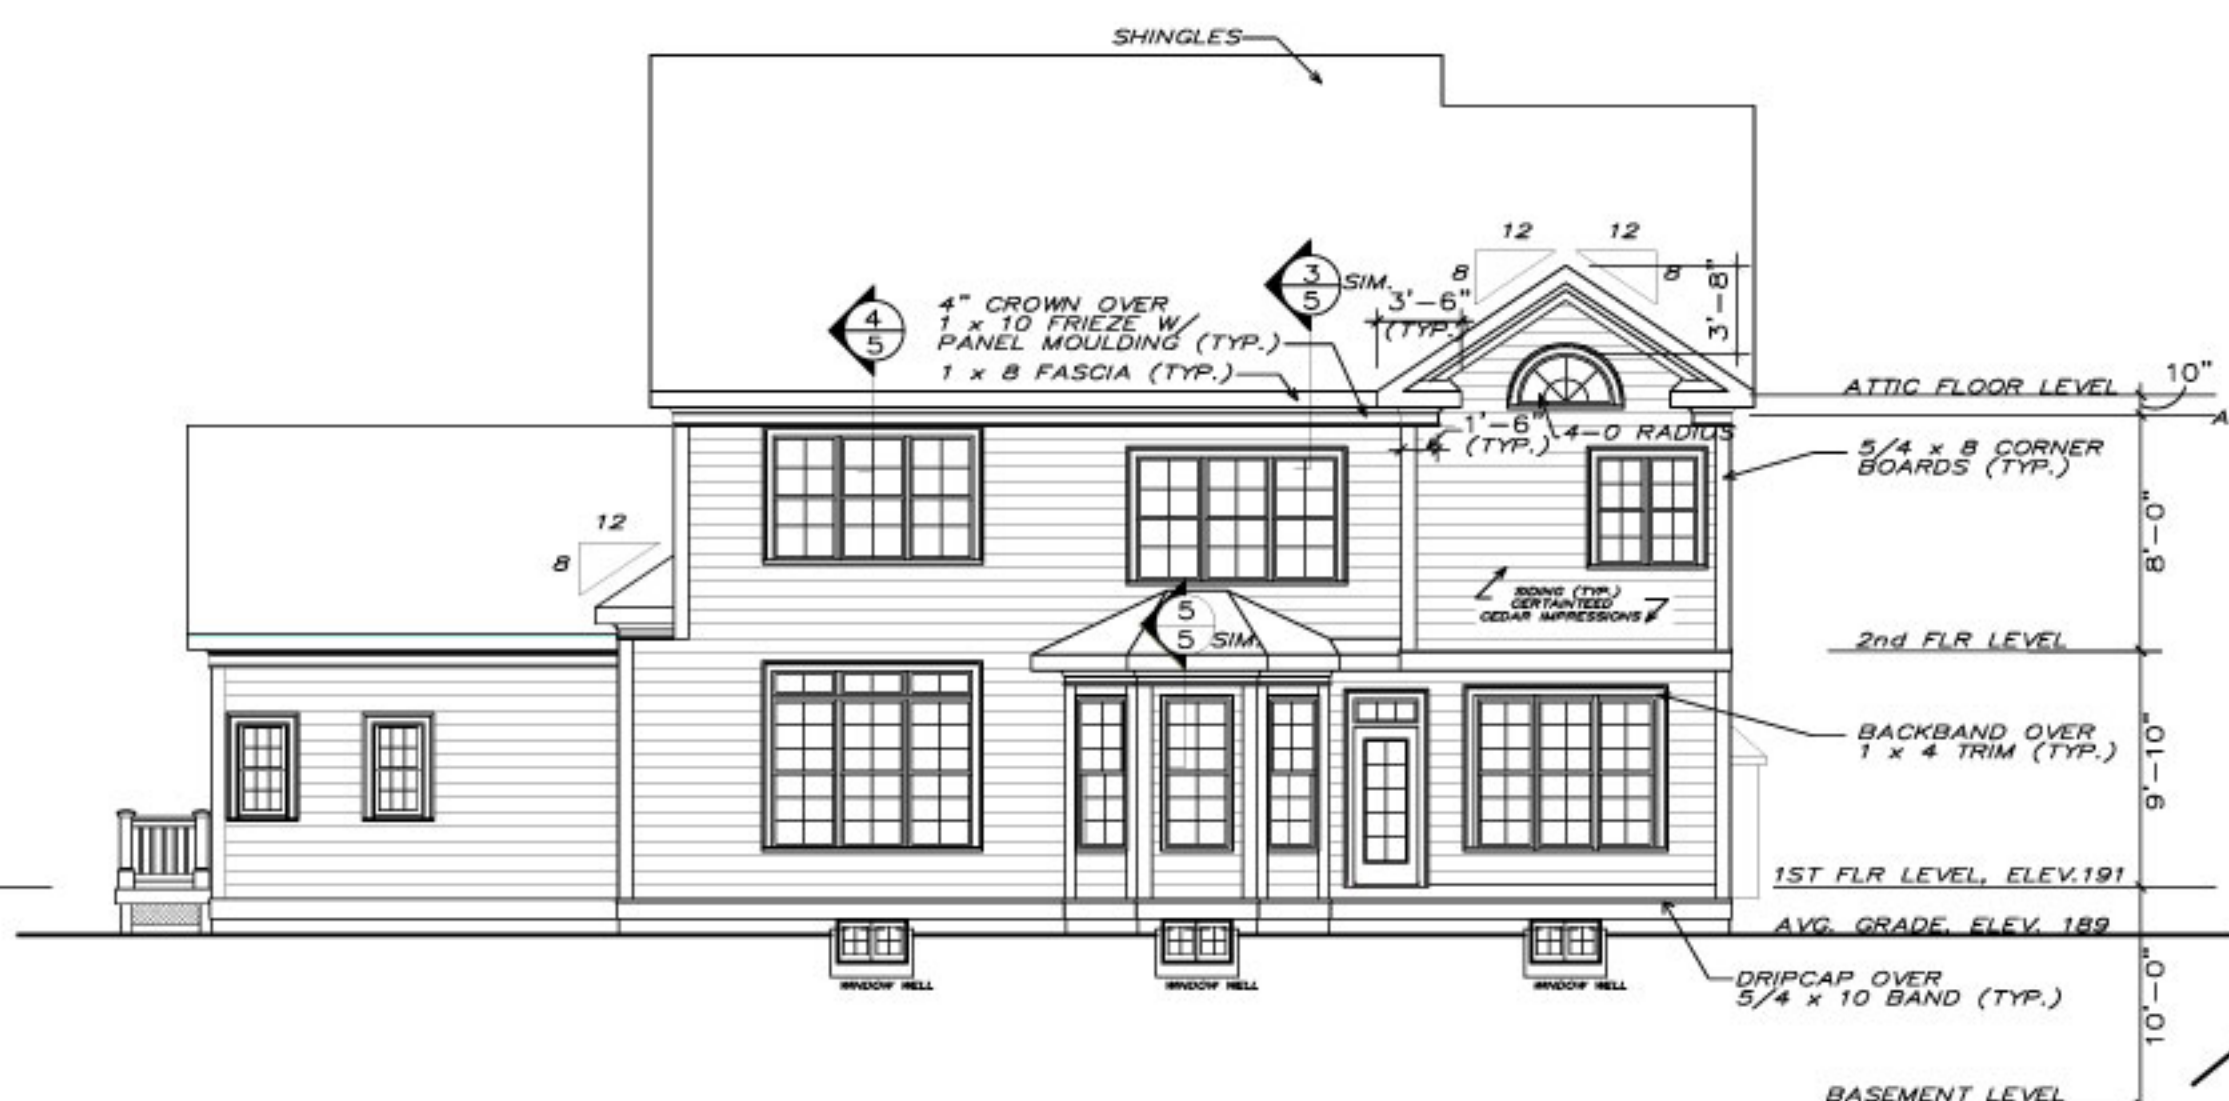 SHINGLES
12
12
8
8
3'-8"
3
5
SIM.
3'-6"
(TYP.)
4
5
4" CROWN OVER
1 x 10 FRIEZE W/
PANEL MOULDING (TYP.)
1 x 8 FASCIA (TYP.)
ATTIC FLOOR LEVEL
10"
A
1'-6"
(TYP.)
4-0 RADIUS
5/4 x 8 CORNER
BOARDS (TYP.)
8'-0"
12
8
SIDING (TYP.)
CERTAINTEED
CEDAR IMPRESSIONS
5
5
SIM.
2nd FLR LEVEL
BACKBAND OVER
1 x 4 TRIM (TYP.)
9'-10"
1ST FLR LEVEL, ELEV.191
AVG. GRADE, ELEV. 189
WINDOW WELL
WINDOW WELL
WINDOW WELL
DRIPCAP OVER
5/4 x 10 BAND (TYP.)
10'-0"
BASEMENT LEVEL